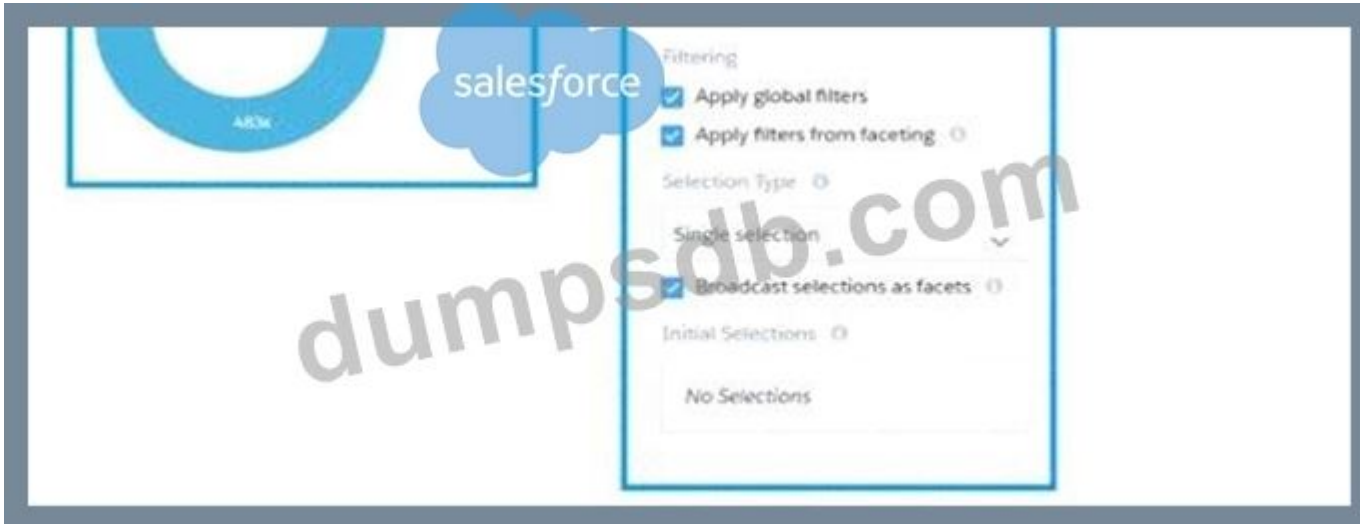 Filtering
salesforce
Apply global filters
Apply filters from faceting
Selection Type
Single selection
Broadcast selections as facets
Initial Selections
No Selections
dumpsdb.com